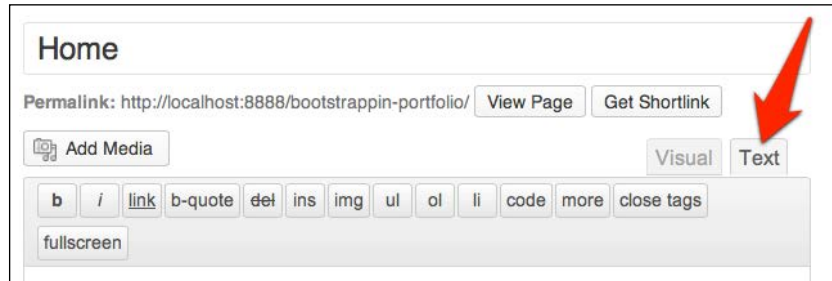 Home
Permalink: http://localhost:8888/bootstrappin-portfolio/ View Page Get Shortlink
Add Media
Visual Text
b i link b-quote del ins img ul ol li code more close tags
fullscreen